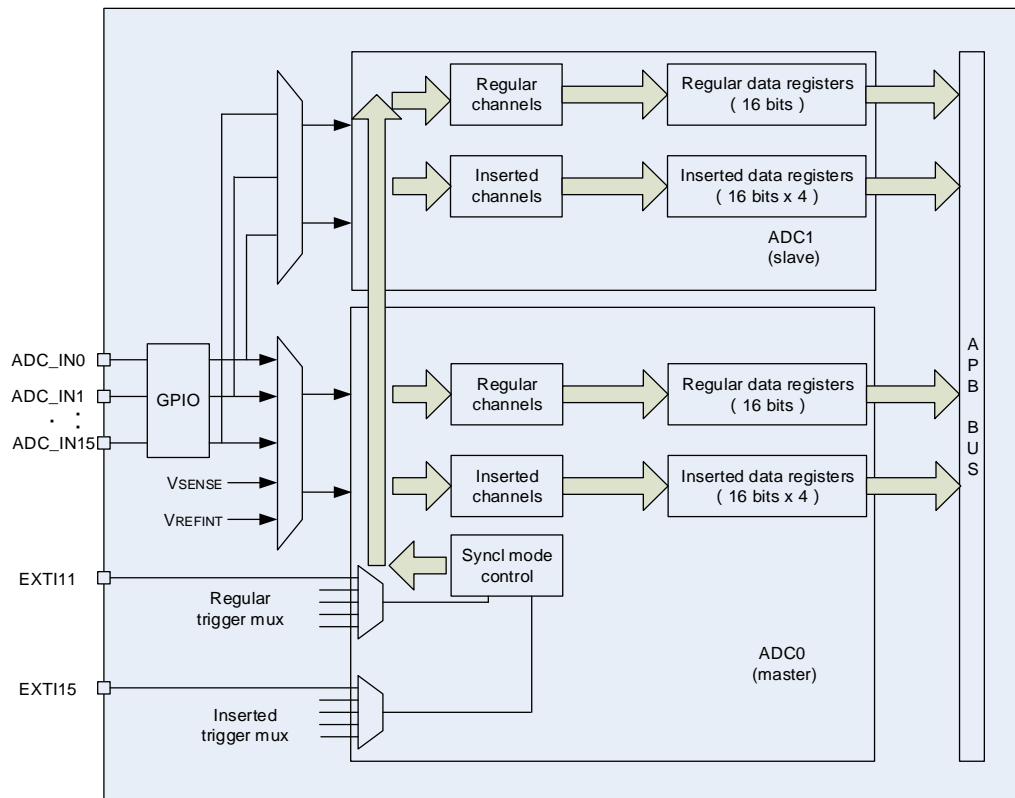 Regular
channels
Regular data registers
( 16 bits )
Inserted
channels
Inserted data registers
( 16 bits x 4 )
ADC1
(slave)
ADC_IN0
ADC_IN1
. :
ADC_IN15
GPIO
VSENSE
VREFINT
Regular
channels
Regular data registers
( 16 bits )
Inserted
channels
Inserted data registers
( 16 bits x 4 )
APB BUS
EXTI11
Regular
trigger mux
Syncl mode
control
EXTI15
Inserted
trigger mux
ADC0
(master)